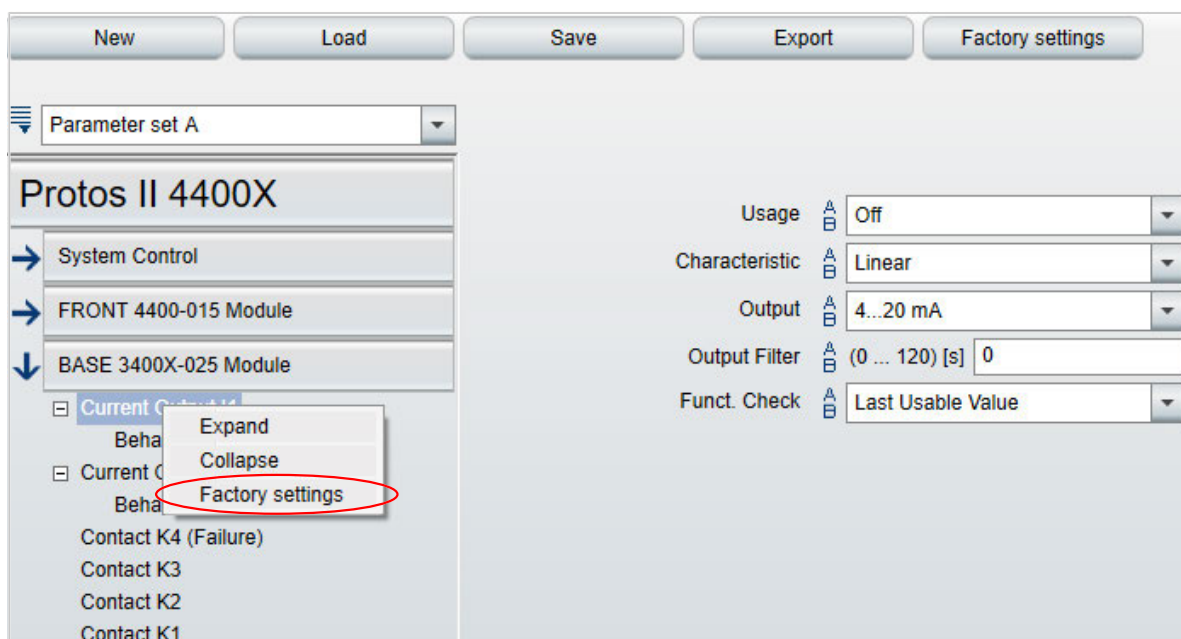 New Load Save Export Factory settings
Parameter set A
Protos II 4400X
System Control
FRONT 4400-015 Module
BASE 3400X-025 Module
Current
Expand
Collapse
Current
Factory settings
Contact K4 (Failure)
Contact K3
Contact K2
Contact K1
Usage A B Off
Characteristic A B Linear
Output A B 4...20 mA
Output Filter A B (0 ... 120) [s] 0
Funct. Check A B Last Usable Value